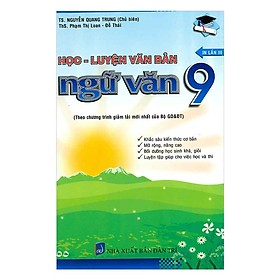 TS. NGUYỄN QUANG TRUNG (Chủ biên)
ThS. Phạm Thị Loan - Đỗ Thái
IN LẦN III
HỌC - LUYỆN VĂN BẢN
ngữ văn 9
(Theo chương trình giảm tải mới nhất của Bộ GD&ĐT)
• Khắc sâu kiến thức cơ bản
• Mở rộng, nâng cao
• Bồi dưỡng học sinh khá, giỏi
• Luyện tập giúp cho việc học và thi
NHÀ XUẤT BẢN DÂN TRÍ